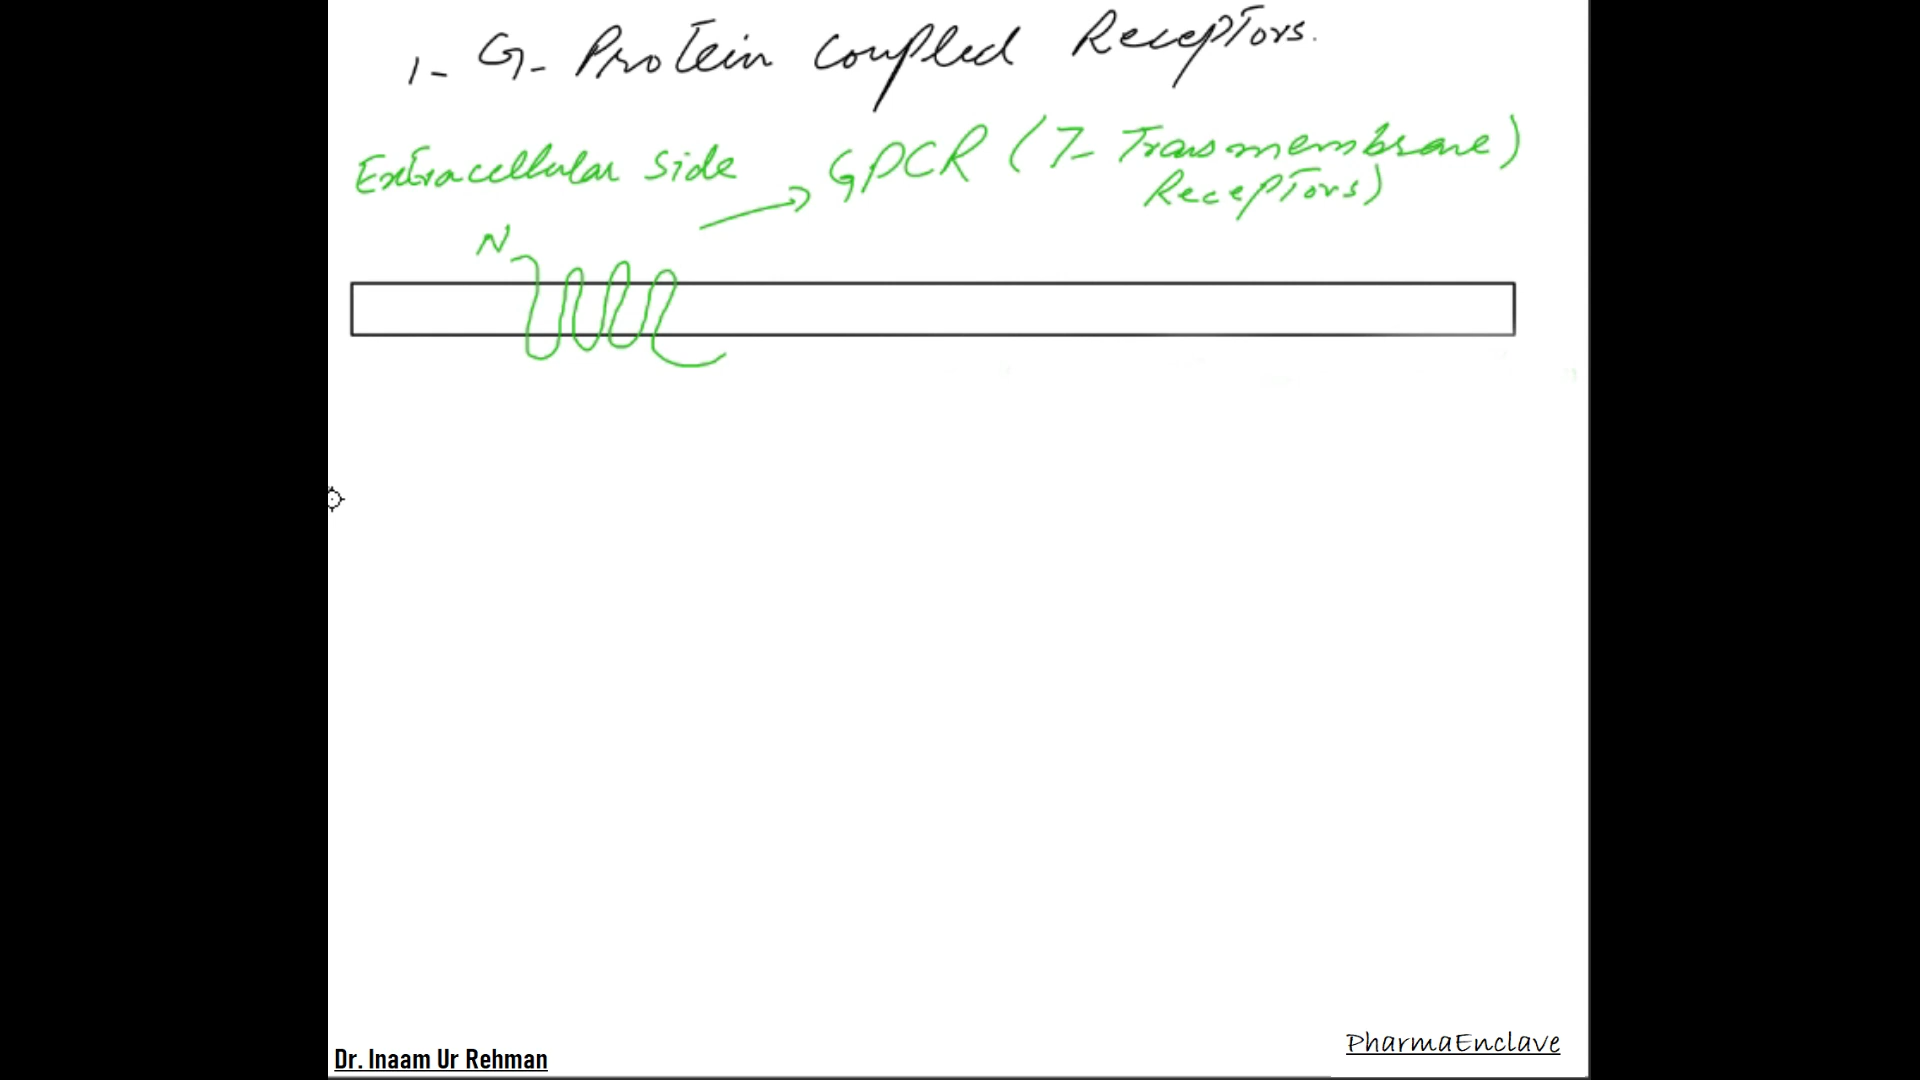 1- G- Protein Coupled Receptors.
Extracellular side
GPCR (7- Transmembrane)
Receptors)
N
Dr. Inaam Ur Rehman
PharmaEnclave